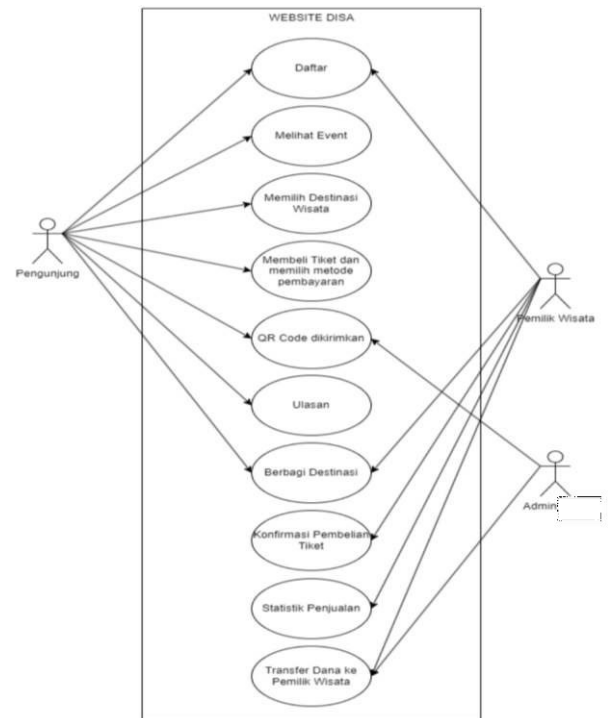 WEBSITE DISA
Daftar
Melihat Event
Memilih Destinasi
Wisata
Membeli Tiket dan
memilih metode
pembayaran
Pengunjung
QR Code dikirimkan
Pemilik Wisata
Ulasan
Berbagi Destinasi
Admin
Konfirmasi Pembelian
Tiket
Statistik Penjualan
Transfer Dana ke
Pemilik Wisata